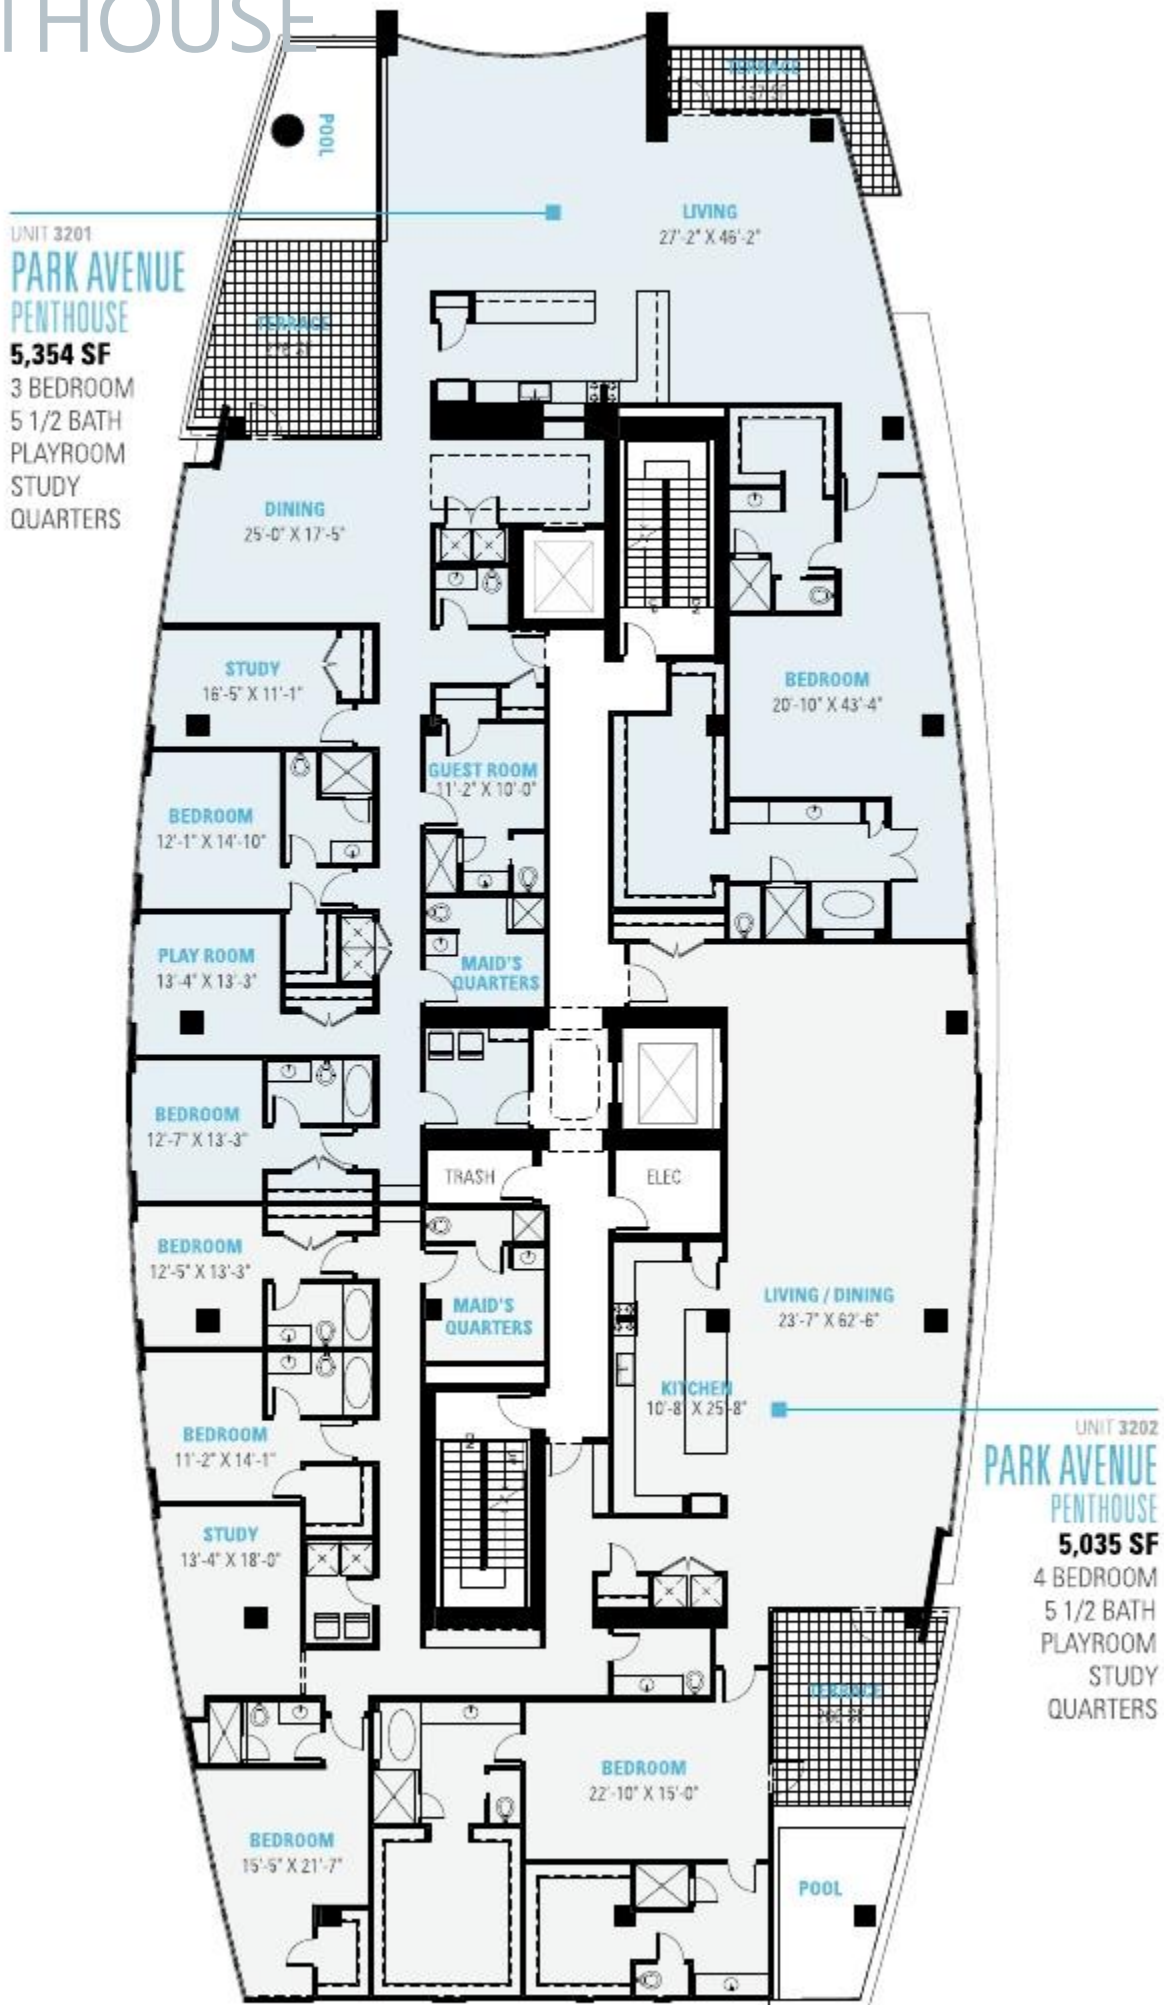 THOUSE
TERRACE
POOL
UNIT 3201
PARK AVENUE
PENTHOUSE
5,354 SF
3 BEDROOM
5 1/2 BATH
PLAYROOM
STUDY
QUARTERS
LIVING
27'-2" X 46'-2"
TERRACE
DINING
25'-0" X 17'-5"
STUDY
16'-5" X 11'-1"
BEDROOM
20'-10" X 43'-4"
GUEST ROOM
11'-2" X 10'-0"
BEDROOM
12'-1" X 14'-10"
PLAY ROOM
13'-4" X 13'-3"
MAID'S
QUARTERS
BEDROOM
12'-7" X 13'-3"
TRASH
ELEC
BEDROOM
12'-5" X 13'-3"
MAID'S
QUARTERS
LIVING / DINING
23'-7" X 62'-6"
KITCHEN
10'-8" X 25'-8"
BEDROOM
11'-2" X 14'-1"
UNIT 3202
PARK AVENUE
PENTHOUSE
5,035 SF
4 BEDROOM
5 1/2 BATH
PLAYROOM
STUDY
QUARTERS
STUDY
13'-4" X 18'-0"
TERRACE
BEDROOM
22'-10" X 15'-0"
BEDROOM
15'-5" X 21'-7"
POOL